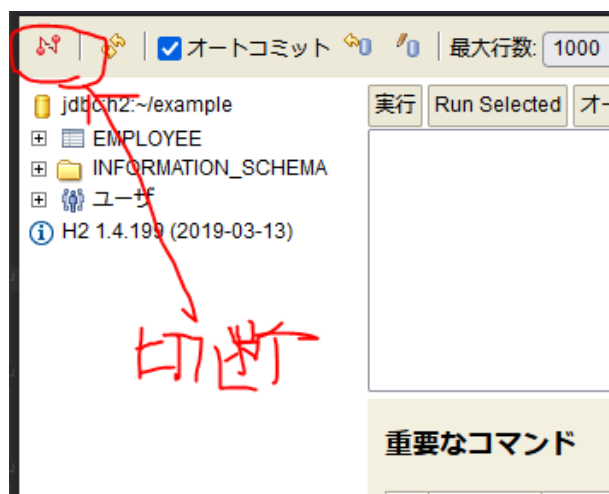 オートコミット 最大行数: 1000
jdbc:h2:~/example
EMPLOYEE
INFORMATION_SCHEMA
ユーザ
H2 1.4.199 (2019-03-13)
実行 Run Selected オー
切断
重要なコマンド